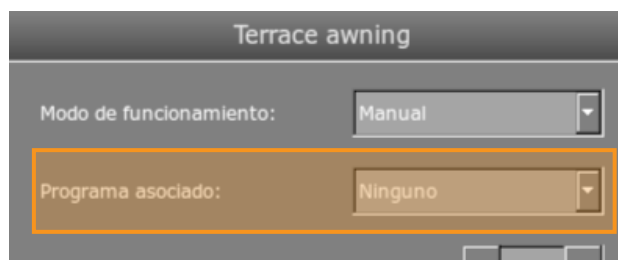 Terrace awning
Modo de funcionamiento: Manual
Programa asociado: Ninguno